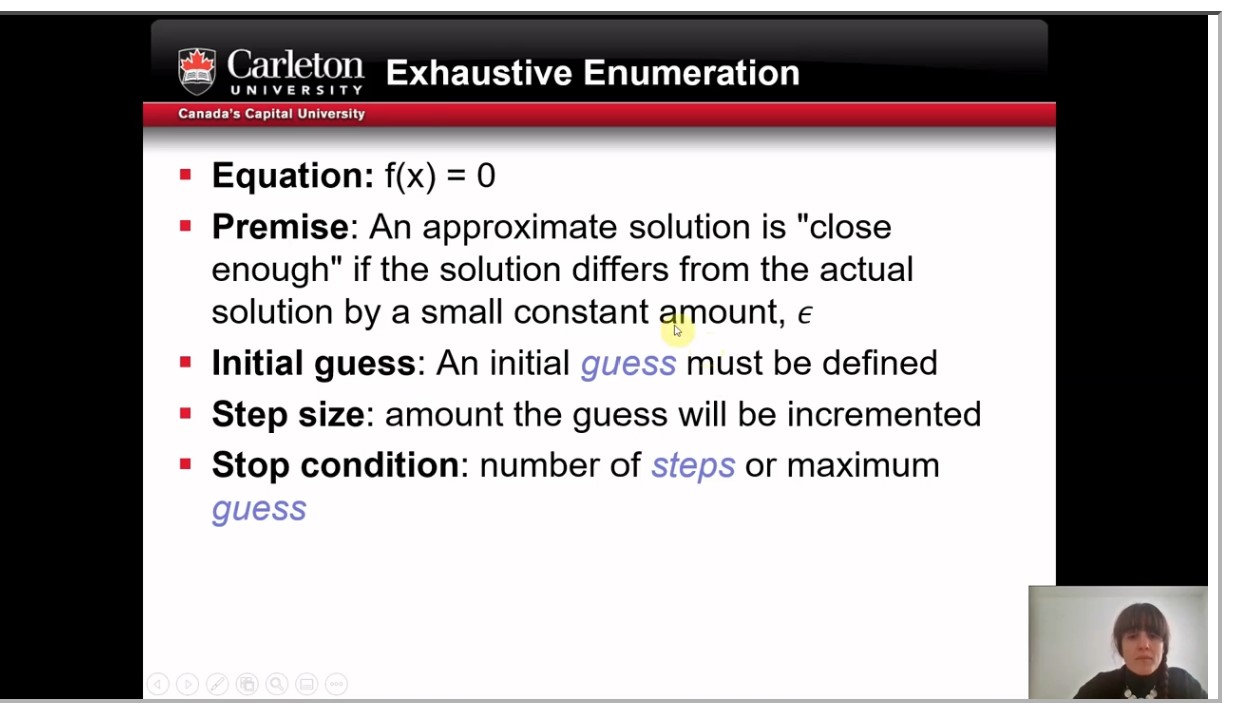 Carleton
UNIVERSITY
Exhaustive Enumeration
Canada's Capital University
Equation: f(x) = 0
Premise: An approximate solution is "close
enough" if the solution differs from the actual
solution by a small constant amount, ϵ
Initial guess: An initial guess must be defined
Step size: amount the guess will be incremented
Stop condition: number of steps or maximum
guess